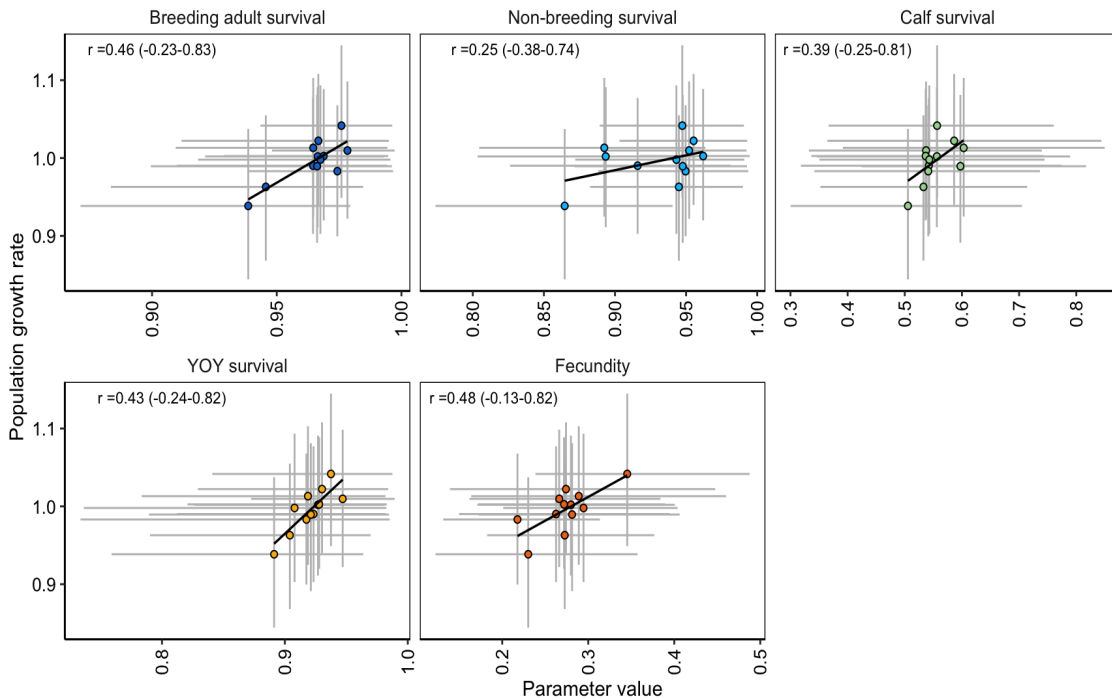 Breeding adult survival
Non-breeding survival
Calf survival
r =0.46 (-0.23-0.83)
r =0.25 (-0.38-0.74)
r =0.39 (-0.25-0.81)
1.1
1.0
0.9
0.90
0.95
1.00
0.80
0.85
0.90
0.95
1.00
0.3
0.4
0.5
0.6
0.7
0.8
Population growth rate
YOY survival
Fecundity
r =0.43 (-0.24-0.82)
r =0.48 (-0.13-0.82)
1.1
1.0
0.9
0.8
0.9
1.0
0.2
0.3
0.4
0.5
Parameter value